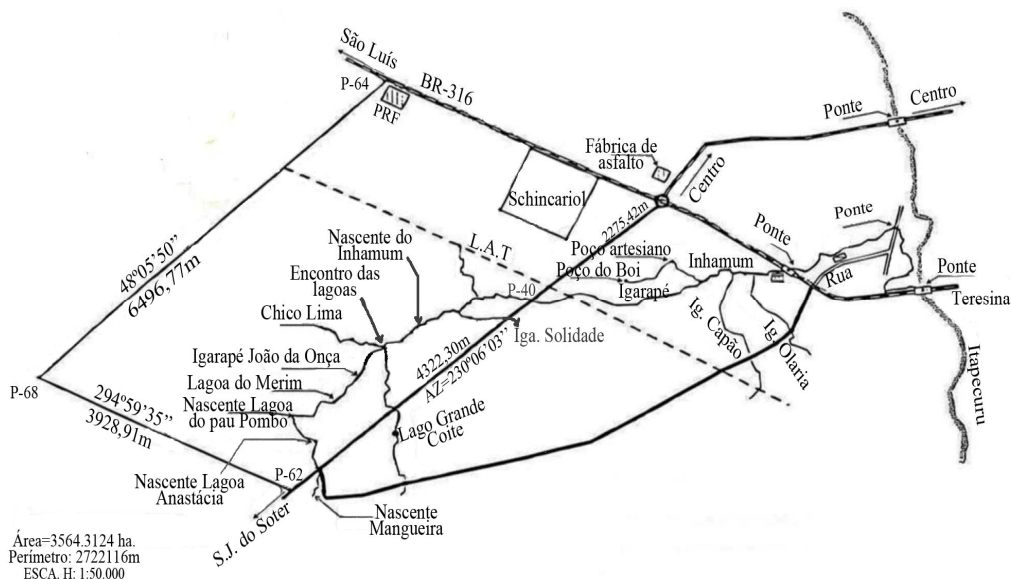 São Luís
P-64
BR-316
PRF
Ponte
Centro
Fábrica de
asfalto
Centro
Schincariol
2275.42m
Ponte
48º05'50''
6496,77m
Nascente do
Inhamum
L.A.T
Poço artesiano
Inhamum
Ponte
Encontro das
lagoas
Poço do Boi
Rua
Ponte
P-40
Igarapé
Teresina
Chico Lima
Iga. Solidade
Ig. Capão
Ig. Olaria
Igarapé João da Onça
4322,30m
AZ=230º06'03''
Itapecuru
P-68
Lagoa do Merim
294º59'35''
3928,91m
Nascente Lagoa
do pau Pombo
Lago Grande
Coite
P-62
Nascente Lagoa
Anastácia
Nascente
Mangueira
S.J. do Soter
Área=3564.3124 ha.
Perímetro: 2722116m
ESCA. H: 1:50.000